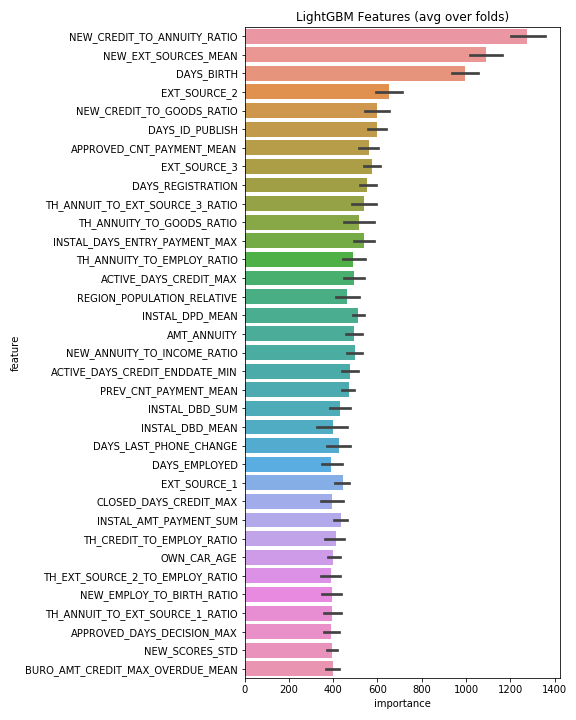 LightGBM Features (avg over folds)
NEW_CREDIT_TO_ANNUITY_RATIO
NEW_EXT_SOURCES_MEAN
DAYS_BIRTH
EXT_SOURCE_2
NEW_CREDIT_TO_GOODS_RATIO
DAYS_ID_PUBLISH
APPROVED_CNT_PAYMENT_MEAN
EXT_SOURCE_3
DAYS_REGISTRATION
TH_ANNUIT_TO_EXT_SOURCE_3_RATIO
TH_ANNUITY_TO_GOODS_RATIO
INSTAL_DAYS_ENTRY_PAYMENT_MAX
TH_ANNUITY_TO_EMPLOY_RATIO
ACTIVE_DAYS_CREDIT_MAX
REGION_POPULATION_RELATIVE
INSTAL_DPD_MEAN
AMT_ANNUITY
NEW_ANNUITY_TO_INCOME_RATIO
ACTIVE_DAYS_CREDIT_ENDDATE_MIN
PREV_CNT_PAYMENT_MEAN
INSTAL_DBD_SUM
INSTAL_DBD_MEAN
DAYS_LAST_PHONE_CHANGE
DAYS_EMPLOYED
EXT_SOURCE_1
CLOSED_DAYS_CREDIT_MAX
INSTAL_AMT_PAYMENT_SUM
TH_CREDIT_TO_EMPLOY_RATIO
OWN_CAR_AGE
TH_EXT_SOURCE_2_TO_EMPLOY_RATIO
NEW_EMPLOY_TO_BIRTH_RATIO
TH_ANNUIT_TO_EXT_SOURCE_1_RATIO
APPROVED_DAYS_DECISION_MAX
NEW_SCORES_STD
BURO_AMT_CREDIT_MAX_OVERDUE_MEAN
feature
0 200 400 600 800 1000 1200 1400
importance